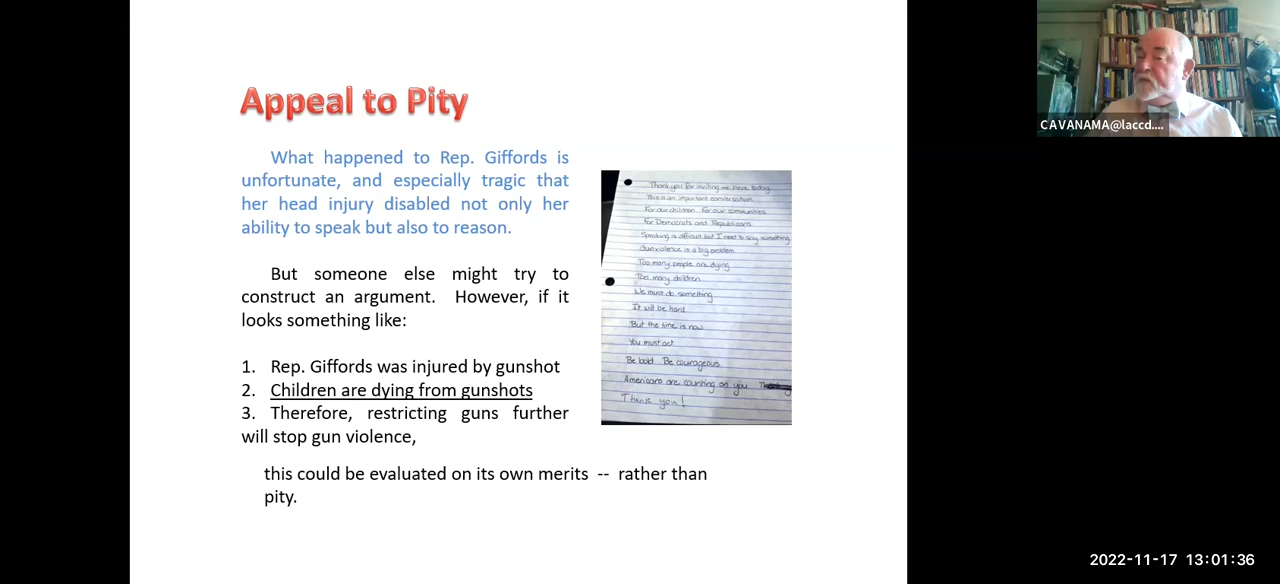 Appeal to Pity
What happened to Rep. Giffords is
unfortunate, and especially tragic that
her head injury disabled not only her
ability to speak but also to reason.
But someone else might try to
construct an argument. However, if it
looks something like:
1. Rep. Giffords was injured by gunshot
2. Children are dying from gunshots
3. Therefore, restricting guns further
will stop gun violence,
this could be evaluated on its own merits -- rather than
pity.
Thank you for inviting me here today
This is an important conversation
For our children For our communities
For Democrats and Republicans
Speaking is difficult but I need to say something
Gun violence is a big problem
Too many people are dying
Too many children
We must do something
It will be hard
But the time is now
You must act
Be bold Be courageous
Americans are counting on you
Thank you!
CAVANAMA@laccd....
2022-11-17 13:01:36